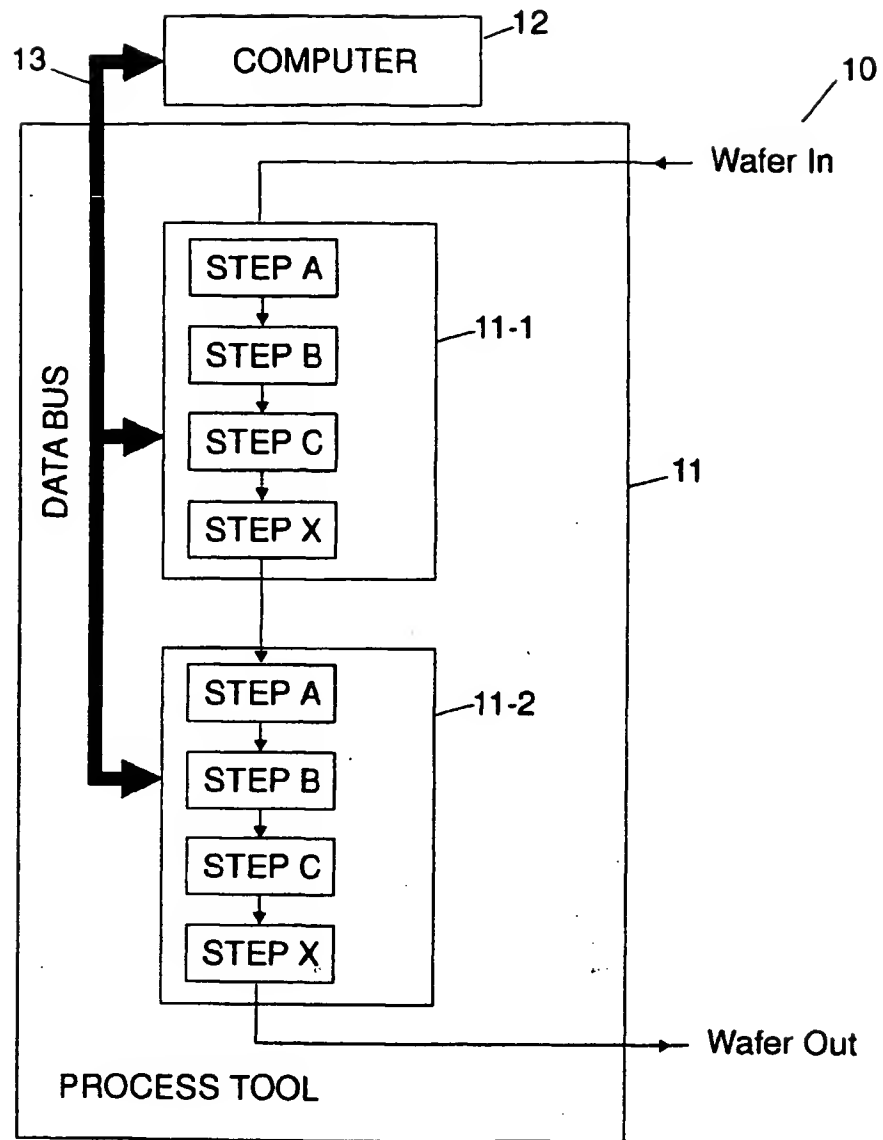 12
13
COMPUTER
10
Wafer In
STEP A
11-1
STEP B
DATA BUS
STEP C
11
STEP X
STEP A
11-2
STEP B
STEP C
STEP X
Wafer Out
PROCESS TOOL